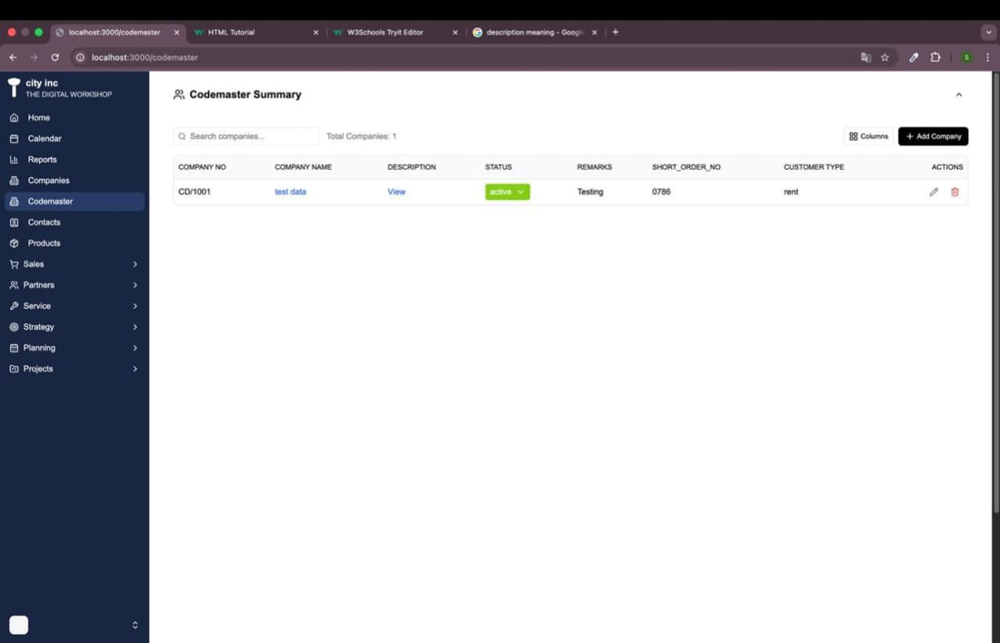 localhost:3000/codemaster
HTML Tutorial
W3Schools Tryit Editor
description meaning - Googl
localhost:3000/codemaster
S
city inc
THE DIGITAL WORKSHOP
Home
Calendar
Reports
Companies
Codemaster
Contacts
Products
Sales
Partners
Service
Strategy
Planning
Projects
Codemaster Summary
Search companies...
Total Companies: 1
Columns
+ Add Company
COMPANY NO COMPANY NAME DESCRIPTION STATUS REMARKS SHORT_ORDER_NO CUSTOMER TYPE ACTIONS
CD/1001 test data View active Testing 0786 rent